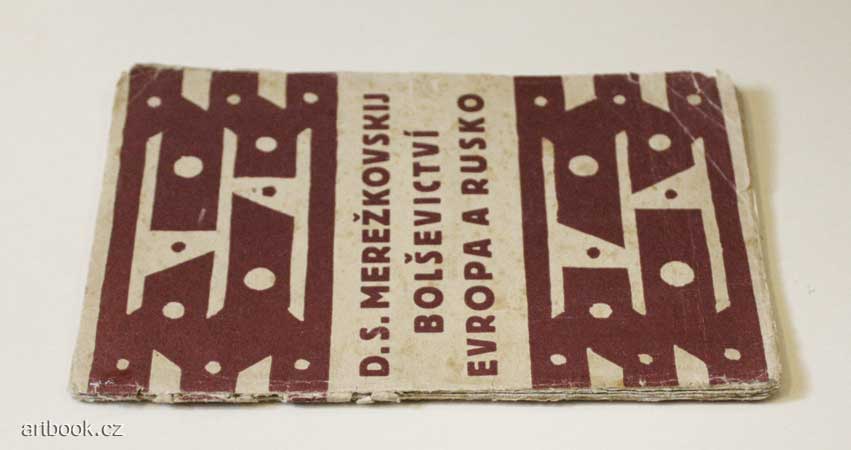 D.S. MEREŽKOVSKIJ
BOLŠEVICTVÍ
EVROPA A RUSKO
artbook.cz